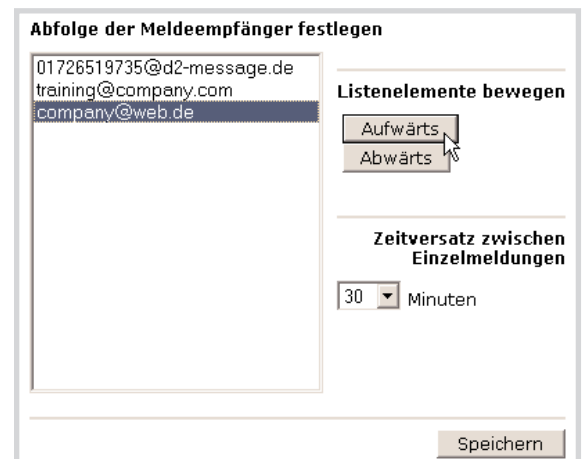 Abfolge der Meldeempfänger festlegen
01726519735@d2-message.de
training@company.com
company@web.de
Listenelemente bewegen
Aufwärts
Abwärts
Zeitversatz zwischen
Einzelmeldungen
30 Minuten
Speichern